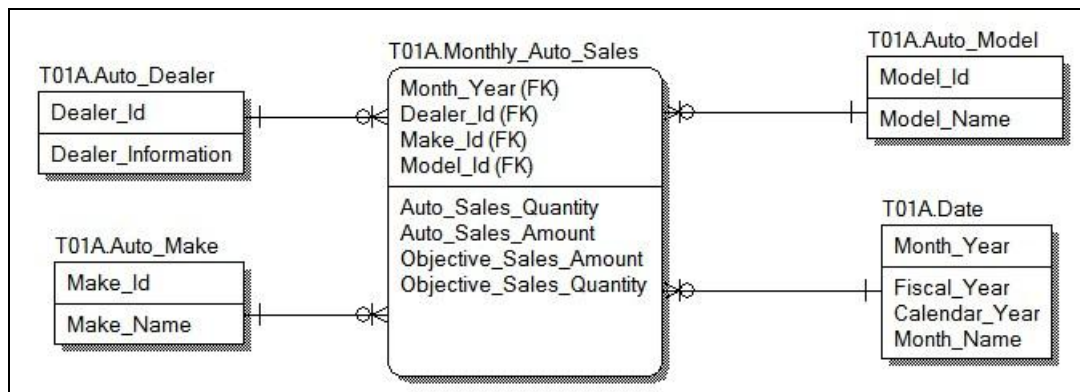 T01A.Auto_Dealer
Dealer_Id
Dealer_Information
T01A.Auto_Make
Make_Id
Make_Name
T01A.Monthly_Auto_Sales
Month_Year (FK)
Dealer_Id (FK)
Make_Id (FK)
Model_Id (FK)
Auto_Sales_Quantity
Auto_Sales_Amount
Objective_Sales_Amount
Objective_Sales_Quantity
T01A.Auto_Model
Model_Id
Model_Name
T01A.Date
Month_Year
Fiscal_Year
Calendar_Year
Month_Name